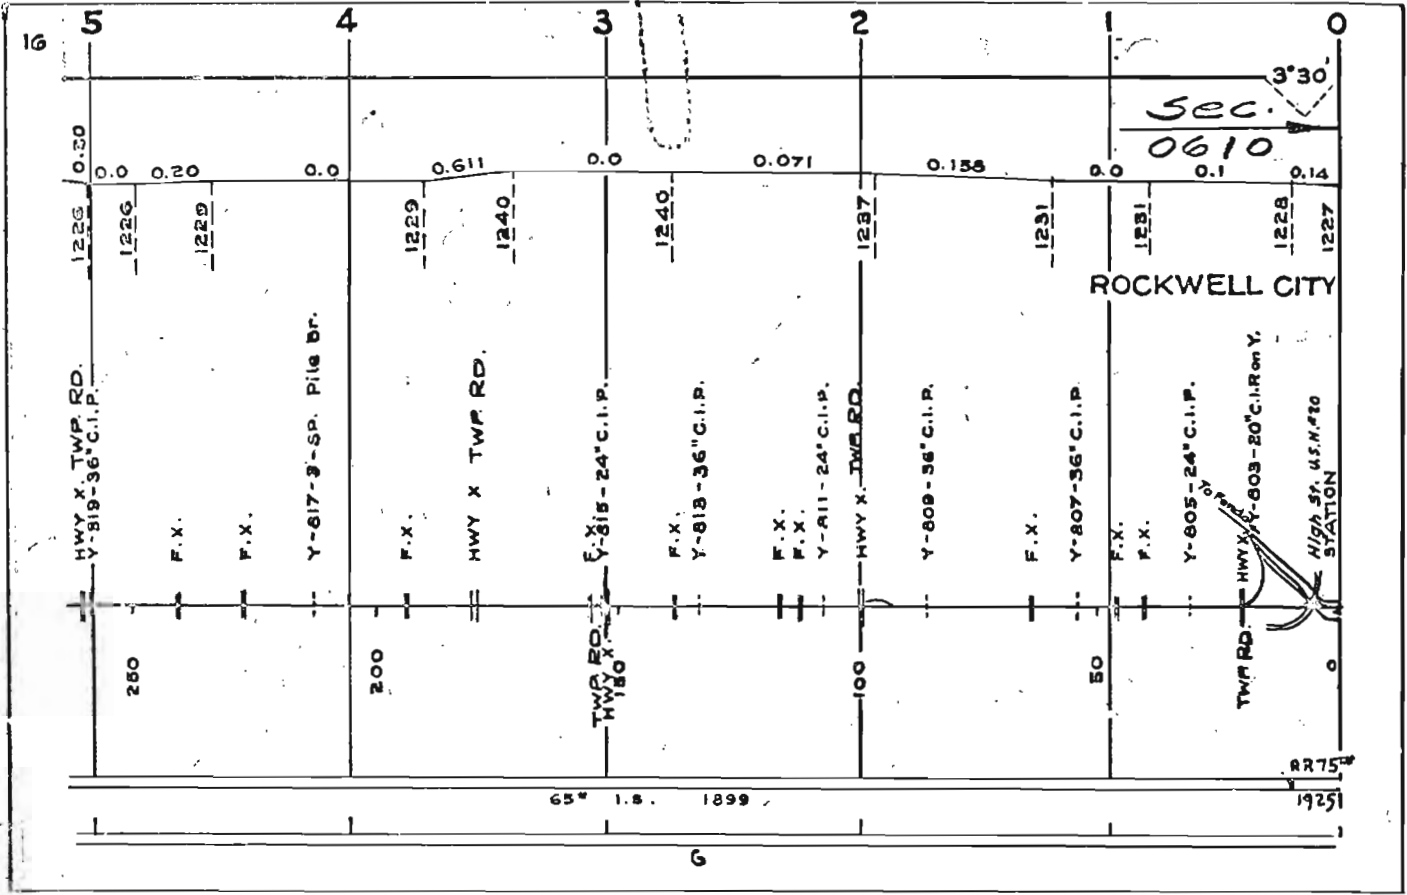 16
5 4 3 2 1 0
3°30'
Sec.
0610
0.30 0.0 0.20 0.0 0.611 0.0 0.071 0.158 0.0 0.1 0.14
1226 1226 1229 1229 1240 1240 1237 1231 1231 1228 1227
ROCKWELL CITY
HWY X. TWP. RD.
Y-819-36"C.I.P.
F.X.
F.X.
Y-817-3-SP. Pile Br.
F.X.
HWY X TWP. RD.
F.X.
Y-815-24"C.I.P.
F.X.
Y-813-36"C.I.P.
F.X.
F.X.
Y-811-24"C.I.P.
HWY X. TWP. RD.
Y-809-36"C.I.P.
F.X.
Y-807-36"C.I.P
F.X.
F.X.
Y-805-24"C.I.P.
To
HWY X.
Y-803-20"C.I.R on Y.
High St. U.S.H.#20
STATION
250 200
TWP. RD.
HWY X.
150 100 50
TWP. RD.
0
RR75#
65# I.S. 1899
1925
G